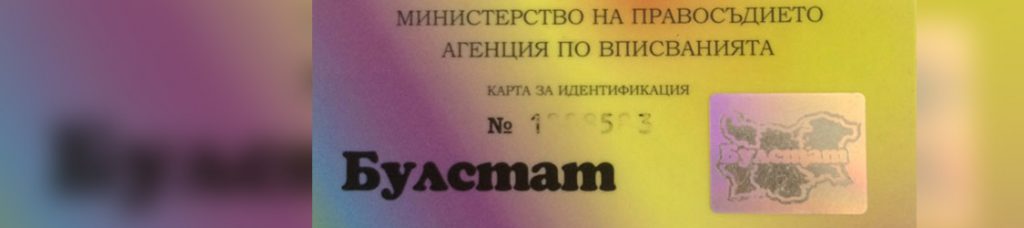 МИНИСТЕРСТВО НА ПРАВОСЪДИЕТО
АГЕНЦИЯ ПО ВПИСВАНИЯТА
КАРТА ЗА ИДЕНТИФИКАЦИЯ
№
Булстат
Булстат